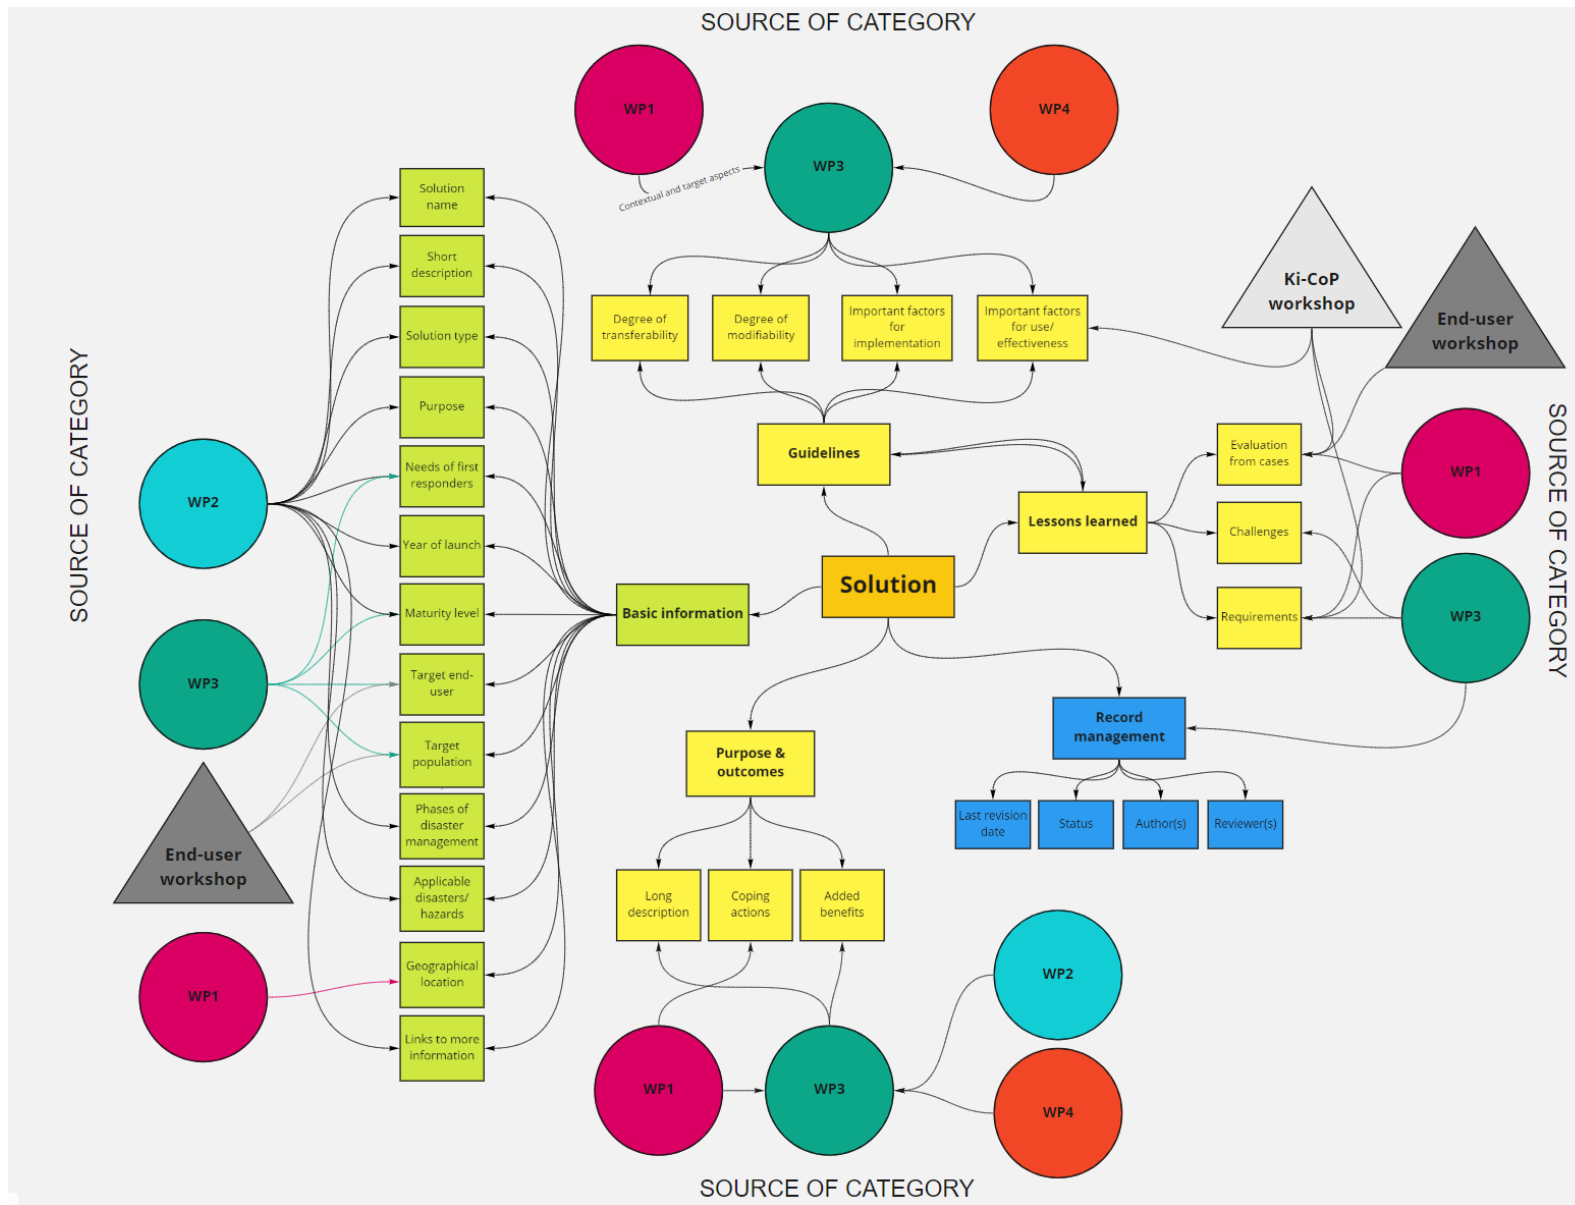 SOURCE OF CATEGORY
WP1
WP4
WP3
Contextual and target aspects
Solution
name
Short
description
Solution type
Purpose
Needs of first
responders
Year of launch
Maturity level
Target end-
user
Target
population
Phases of
disaster
management
Applicable
disasters/
hazards
Geographical
location
Links to more
information
SOURCE OF CATEGORY
WP2
WP3
End-user
workshop
WP1
Degree of
transferability
Degree of
modifiability
Important factors
for
implementation
Important factors
for use/
effectiveness
Ki-CoP
workshop
End-user
workshop
Guidelines
Lessons learned
Evaluation
from cases
Challenges
Requirements
WP1
WP3
SOURCE OF CATEGORY
Solution
Basic information
Purpose &
outcomes
Record
management
Last revision
date
Status
Author(s)
Reviewer(s)
Long
description
Coping
actions
Added
benefits
WP2
WP1
WP3
WP4
SOURCE OF CATEGORY